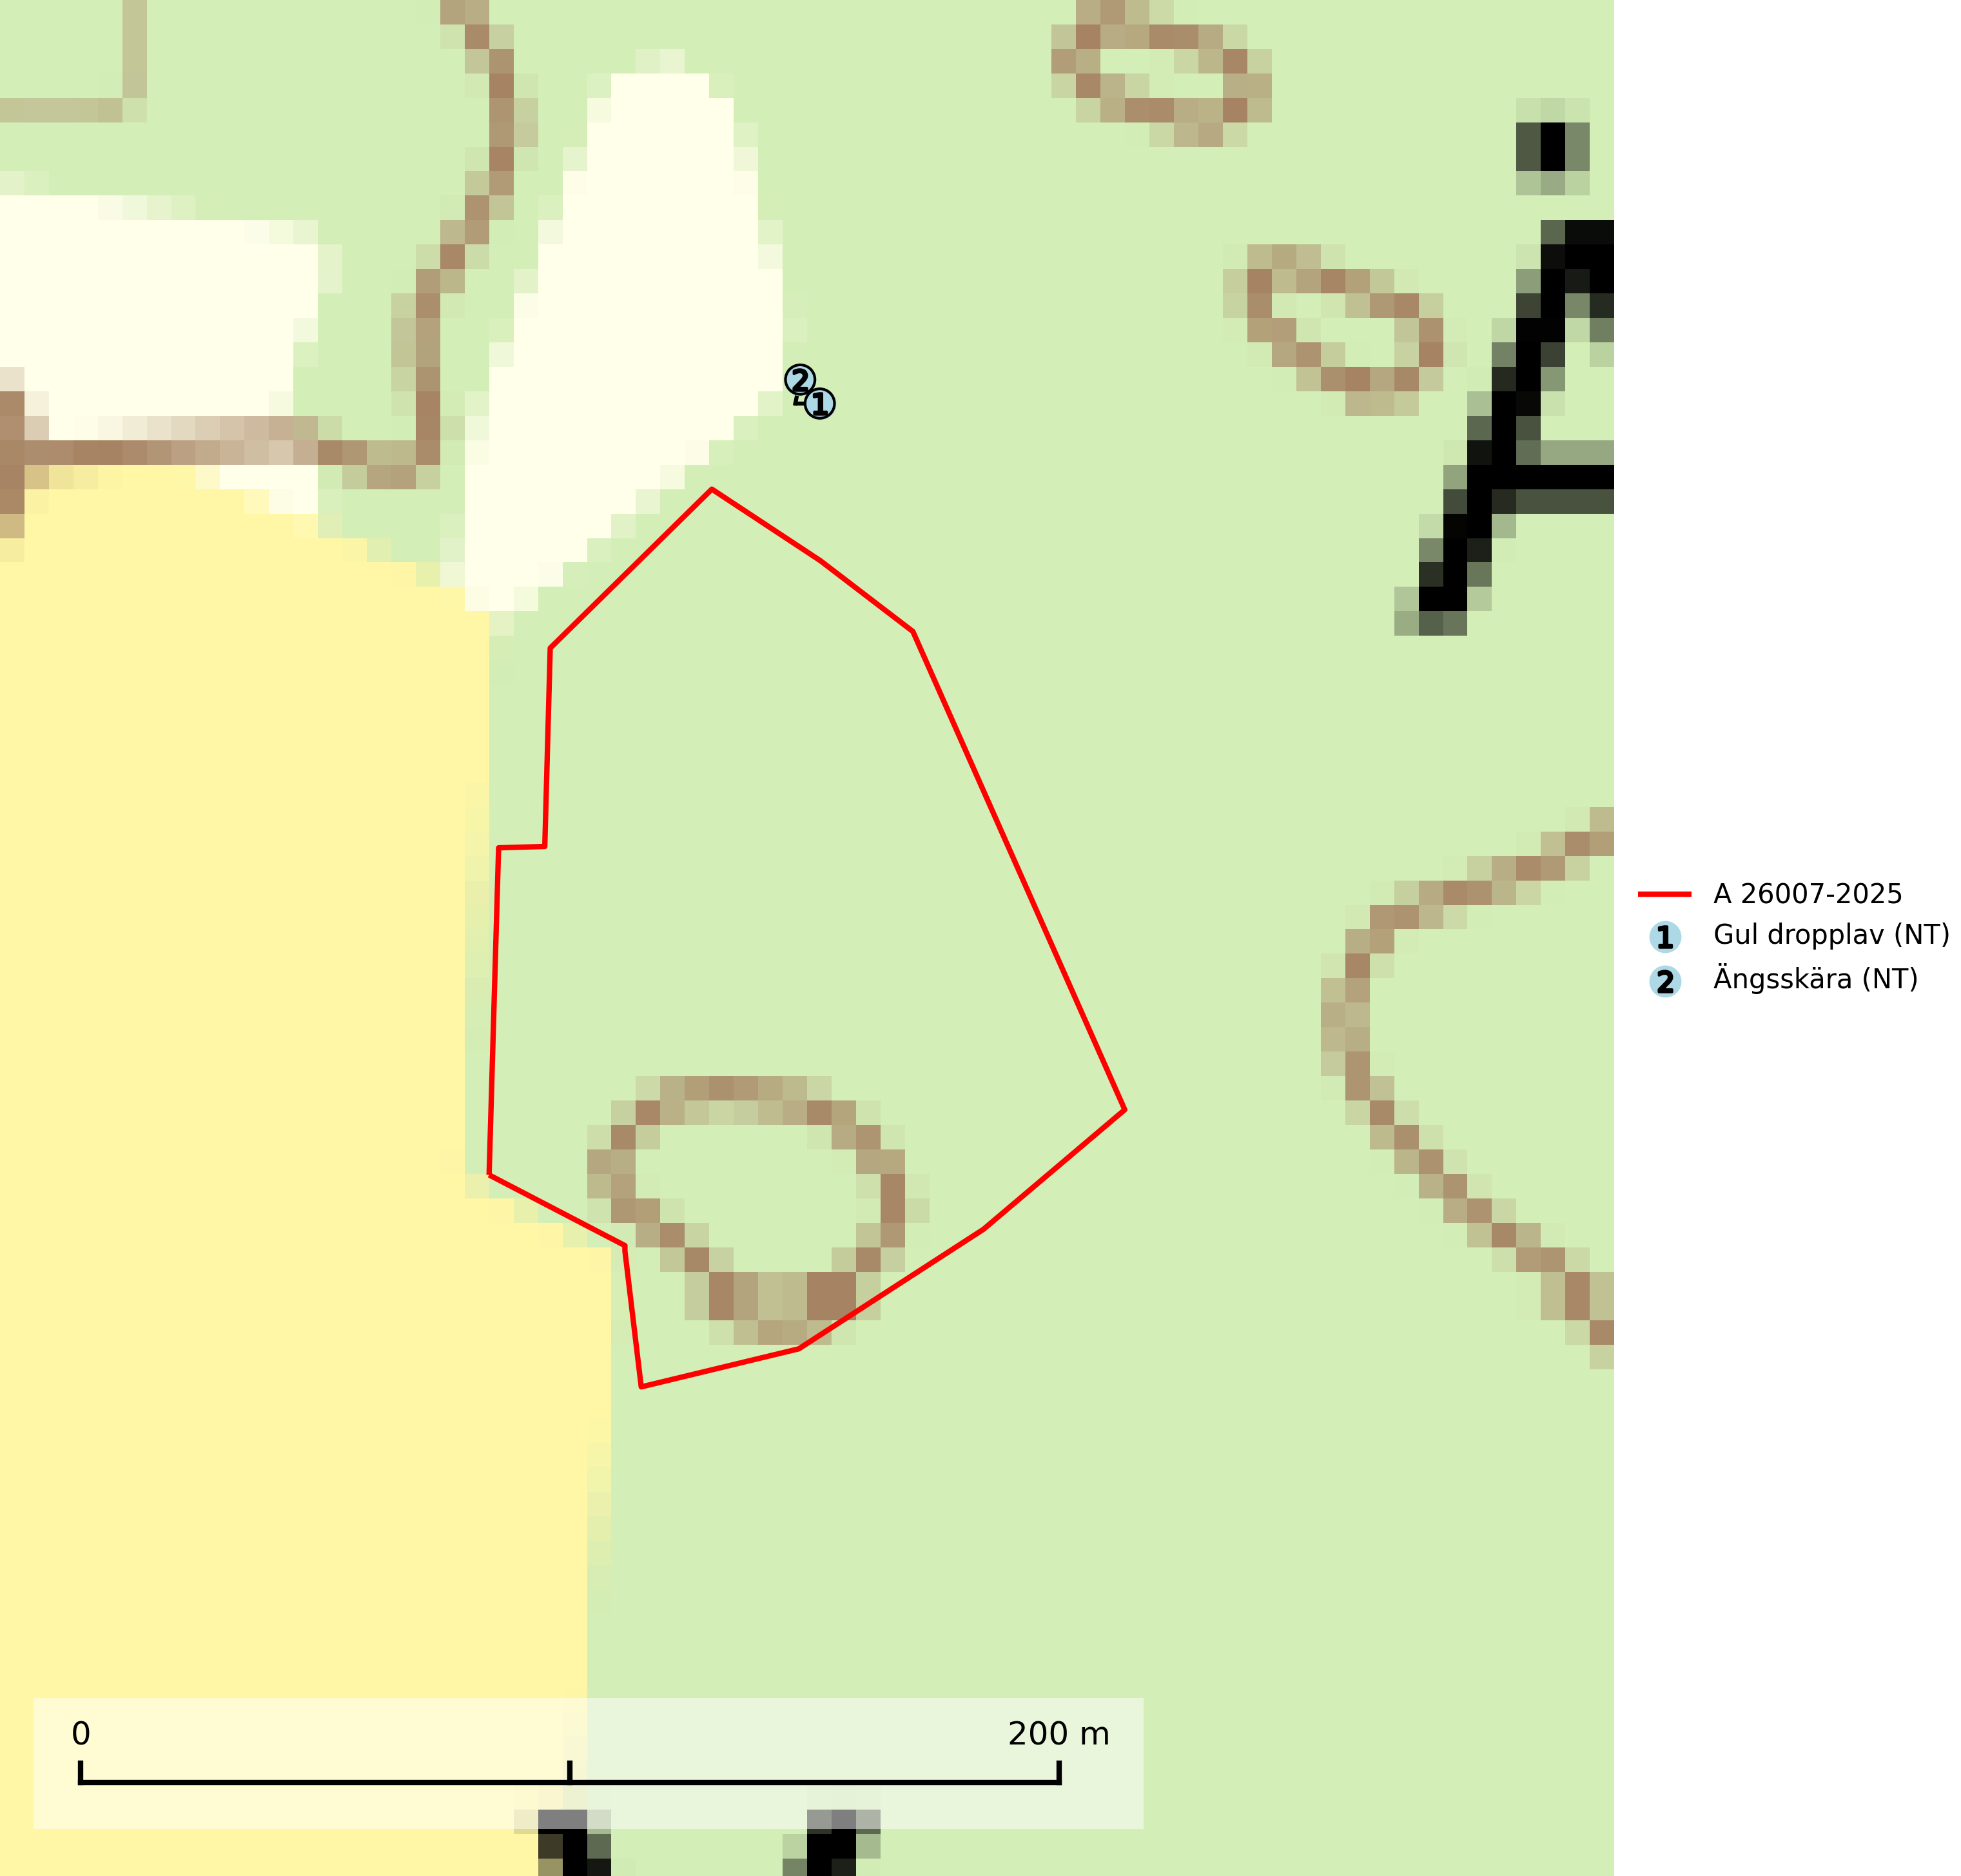 2
1
A 26007-2025
1 Gul dropplav (NT)
2 Ängsskära (NT)
0 200 m